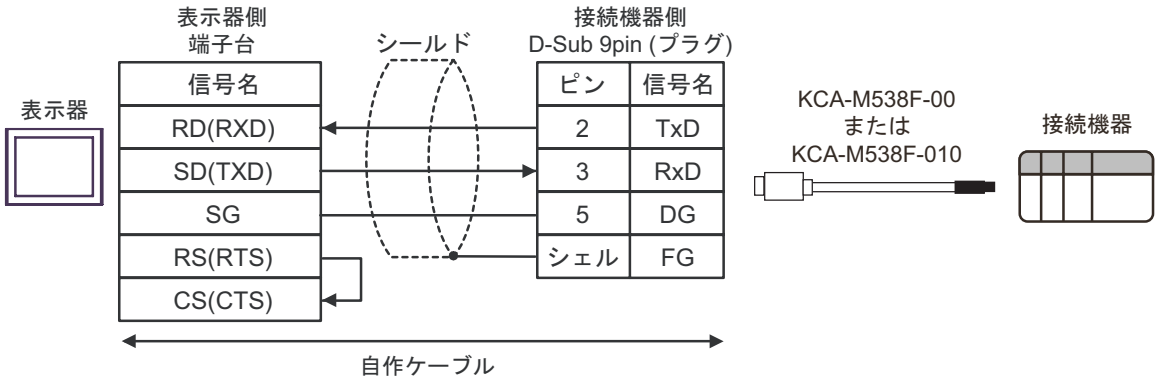 表示器側
端子台
シールド
接続機器側
D-Sub 9pin (プラグ)
表示器
信号名
ピン
信号名
RD(RXD)
2
TxD
SD(TXD)
3
RxD
SG
5
DG
RS(RTS)
シェル
FG
CS(CTS)
KCA-M538F-00
または
KCA-M538F-010
接続機器
自作ケーブル